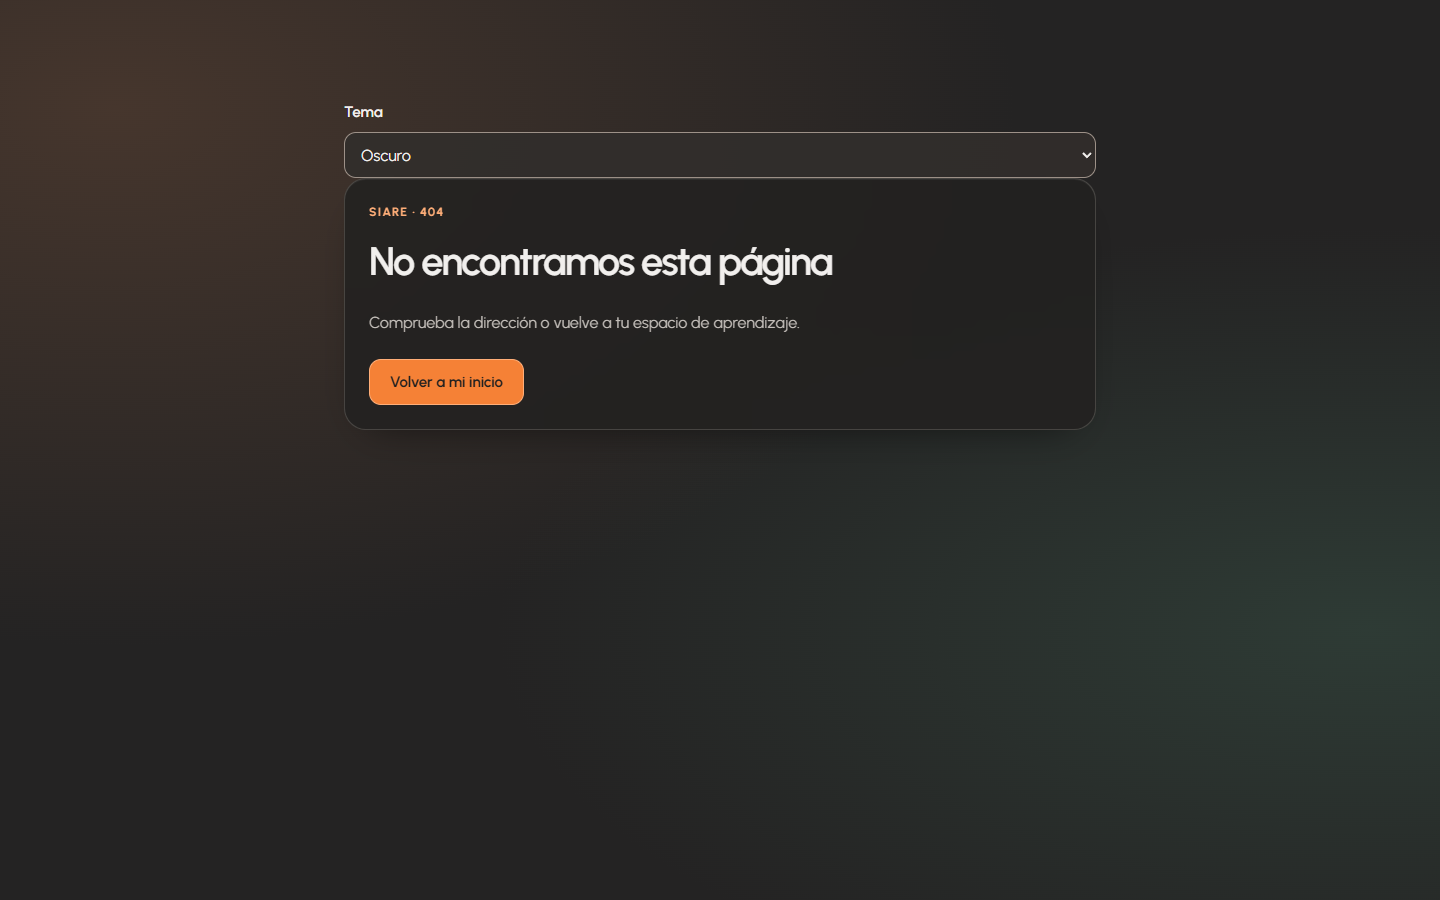 Tema
Oscuro
SIARE · 404
No encontramos esta página
Comprueba la dirección o vuelve a tu espacio de aprendizaje.
Volver a mi inicio